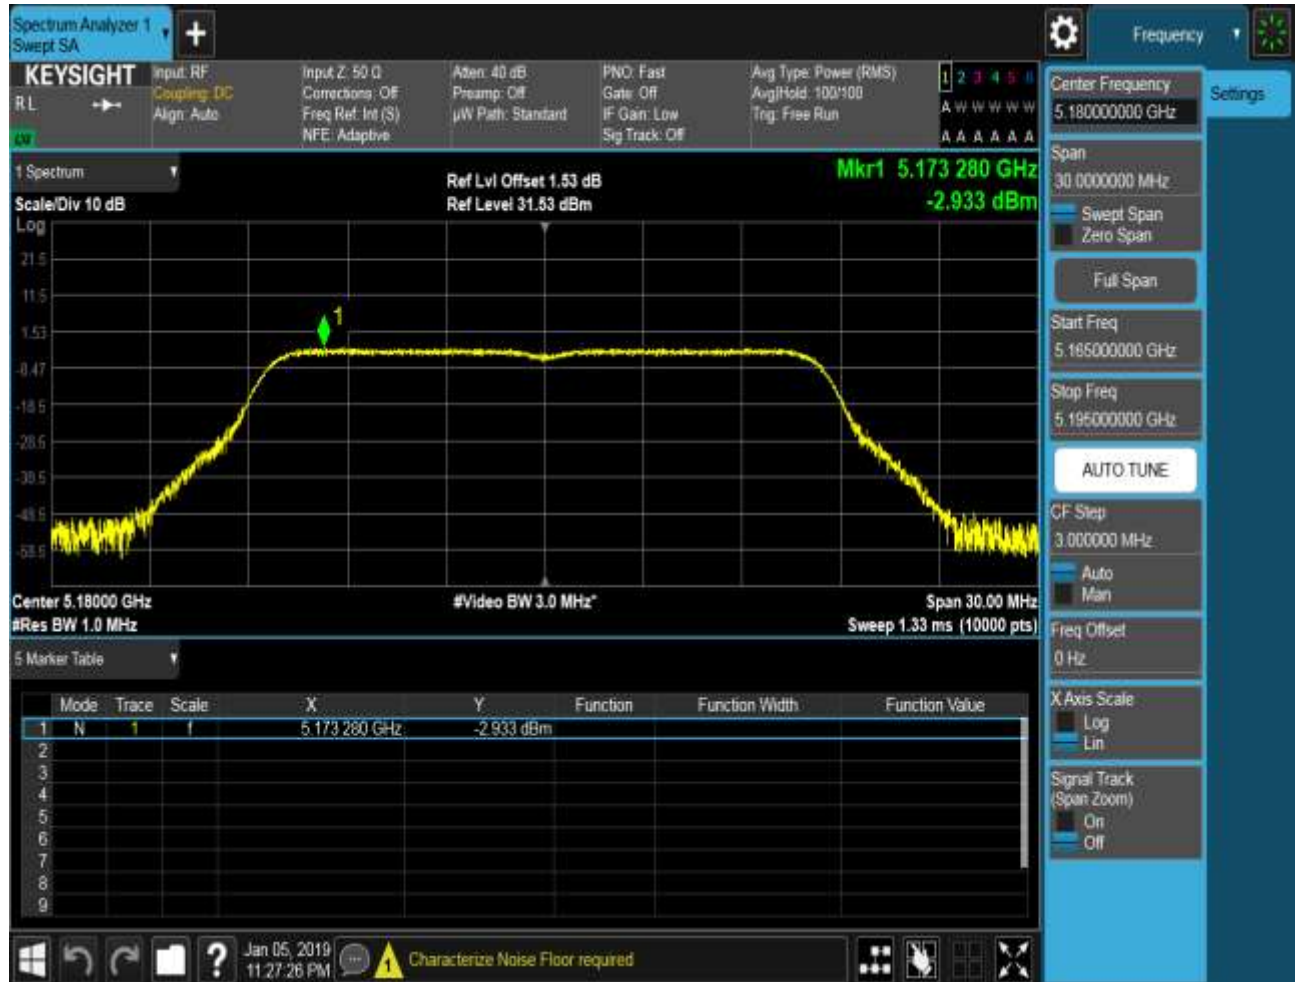 Spectrum Analyzer 1
Swept SA
Frequency
KEYSIGHT
R L
Input: RF
Coupling: DC
Align: Auto
Input Z: 50 Ω
Corrections: Off
Freq Ref: Int (S)
NFE: Adaptive
Atten: 40 dB
Preamp: Off
µW Path: Standard
PNO: Fast
Gate: Off
IF Gain: Low
Sig Track: Off
Avg Type: Power (RMS)
Avg|Hold: 100/100
Trig: Free Run
1 2 3 4 5 6
A W W W W W
A A A A A A
1 Spectrum
Scale/Div 10 dB
Log
Ref Lvl Offset 1.53 dB
Ref Level 31.53 dBm
Mkr1 5.173 280 GHz
-2.933 dBm
21.5
11.5
1.53
-8.47
-18.5
-28.5
-38.5
-48.5
-58.5
1
Center 5.18000 GHz
#Video BW 3.0 MHz*
Span 30.00 MHz
#Res BW 1.0 MHz
Sweep 1.33 ms (10000 pts)
5 Marker Table
Mode Trace Scale X Y Function Function Width Function Value
1 N 1 f 5.173 280 GHz -2.933 dBm
2
3
4
5
6
7
8
9
Jan 05, 2019
11:27:26 PM
?
1
Characterize Noise Floor required
Settings
Center Frequency
5.180000000 GHz
Span
30.0000000 MHz
Swept Span
Zero Span
Full Span
Start Freq
5.165000000 GHz
Stop Freq
5.195000000 GHz
AUTO TUNE
CF Step
3.000000 MHz
Auto
Man
Freq Offset
0 Hz
X Axis Scale
Log
Lin
Signal Track
(Span Zoom)
On
Off